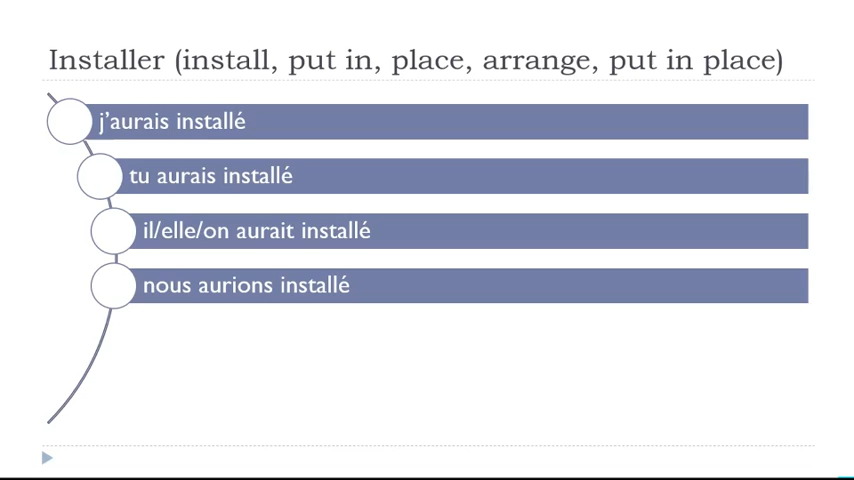 Installer (install, put in, place, arrange, put in place)
j’aurais installé
tu aurais installé
il/elle/on aurait installé
nous aurions installé